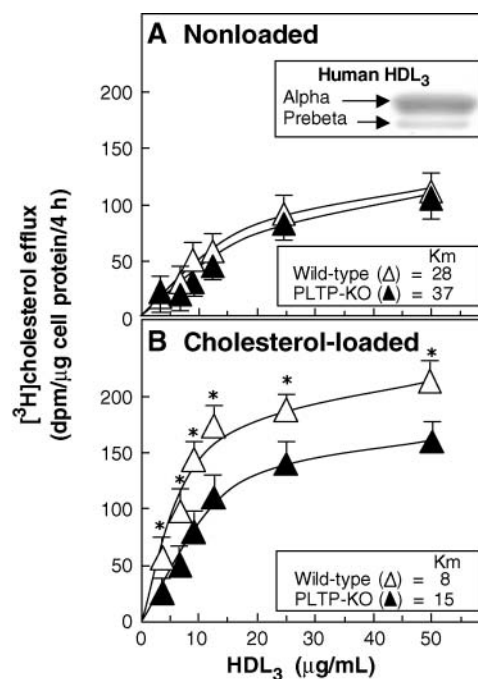 A Nonloaded
Human HDL3
Alpha
Prebeta
200
150
100
50
0
Km
Wild-type (△) = 28
PLTP-KO (▲) = 37
B Cholesterol-loaded
* * * * * *
200
150
100
50
0
Km
Wild-type (△) = 8
PLTP-KO (▲) = 15
0 10 20 30 40 50
HDL3 (μg/mL)
[3H]cholesterol efflux
(dpm/μg cell protein/4 h)